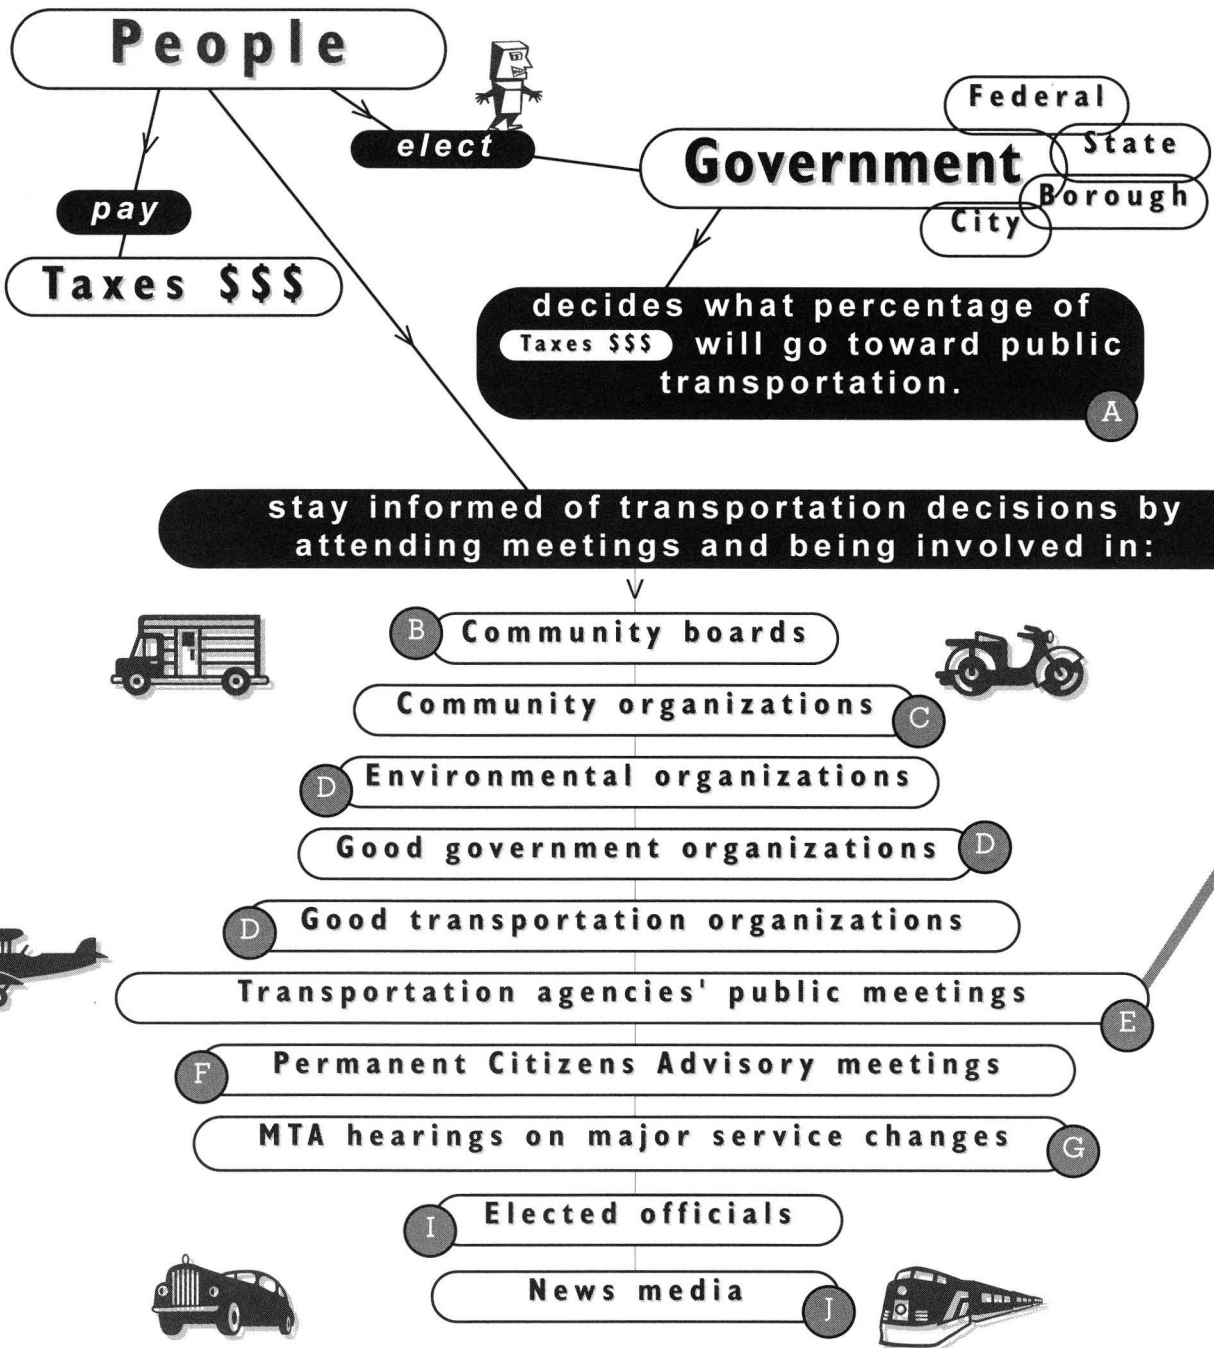 People
elect
Federal
State
Government
Borough
City
pay
Taxes $$$
decides what percentage of
Taxes $$$ will go toward public
transportation.
A
stay informed of transportation decisions by
attending meetings and being involved in:
B Community boards
Community organizations C
D Environmental organizations
Good government organizations D
D Good transportation organizations
Transportation agencies' public meetings
E
F Permanent Citizens Advisory meetings
MTA hearings on major service changes G
I Elected officials
News media J